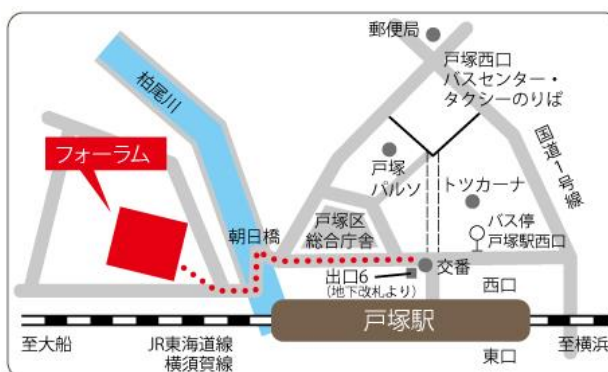 郵便局
戸塚西口
バスセンター・
タクシーのりば
柏尾川
国道1号線
フォーラム
戸塚
パルソ
トツカーナ
バス停
戸塚駅西口
戸塚区
総合庁舎
朝日橋
交番
出口6
(地下改札より)
西口
戸塚駅
至大船
JR東海道線
横須賀線
東口
至横浜